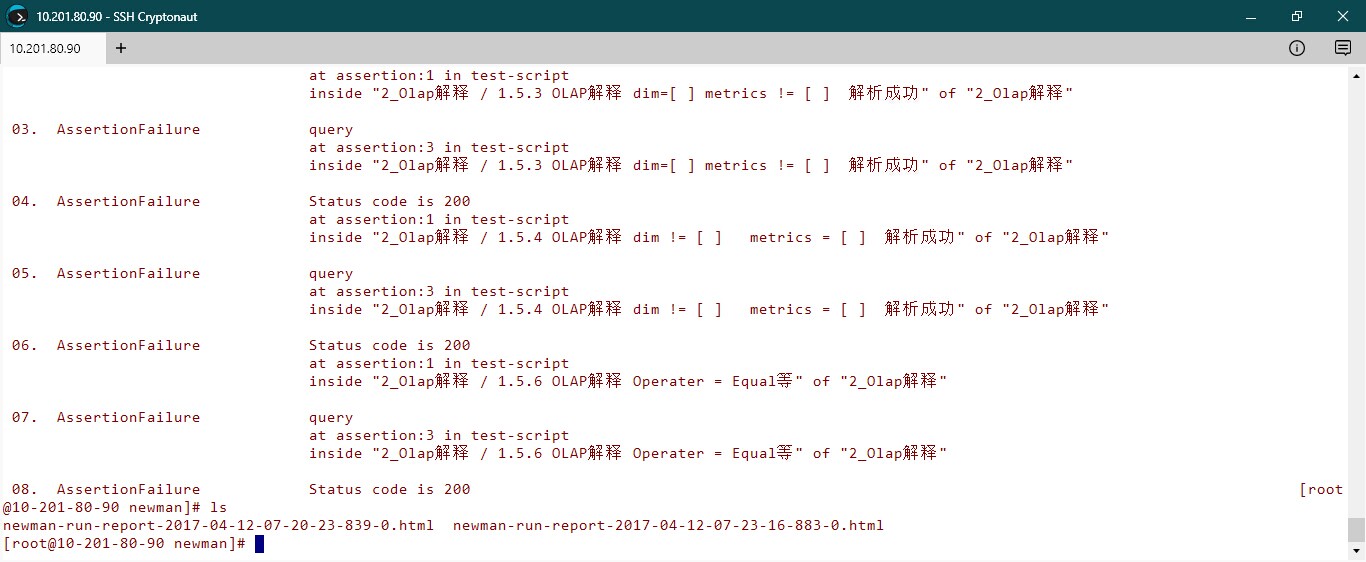 10.201.80.90 - SSH Cryptonaut
10.201.80.90
at assertion:1 in test-script
inside "2_Olap解释 / 1.5.3 OLAP解释 dim=[ ] metrics != [ ]  解析成功" of "2_Olap解释"
03.  AssertionFailure            query
at assertion:3 in test-script
inside "2_Olap解释 / 1.5.3 OLAP解释 dim=[ ] metrics != [ ]  解析成功" of "2_Olap解释"
04.  AssertionFailure            Status code is 200
at assertion:1 in test-script
inside "2_Olap解释 / 1.5.4 OLAP解释 dim != [ ]   metrics = [ ]  解析成功" of "2_Olap解释"
05.  AssertionFailure            query
at assertion:3 in test-script
inside "2_Olap解释 / 1.5.4 OLAP解释 dim != [ ]   metrics = [ ]  解析成功" of "2_Olap解释"
06.  AssertionFailure            Status code is 200
at assertion:1 in test-script
inside "2_Olap解释 / 1.5.6 OLAP解释 Operater = Equal等" of "2_Olap解释"
07.  AssertionFailure            query
at assertion:3 in test-script
inside "2_Olap解释 / 1.5.6 OLAP解释 Operater = Equal等" of "2_Olap解释"
08.  AssertionFailure            Status code is 200 [root
@10-201-80-90 newman]# ls
newman-run-report-2017-04-12-07-20-23-839-0.html  newman-run-report-2017-04-12-07-23-16-883-0.html
[root@10-201-80-90 newman]#